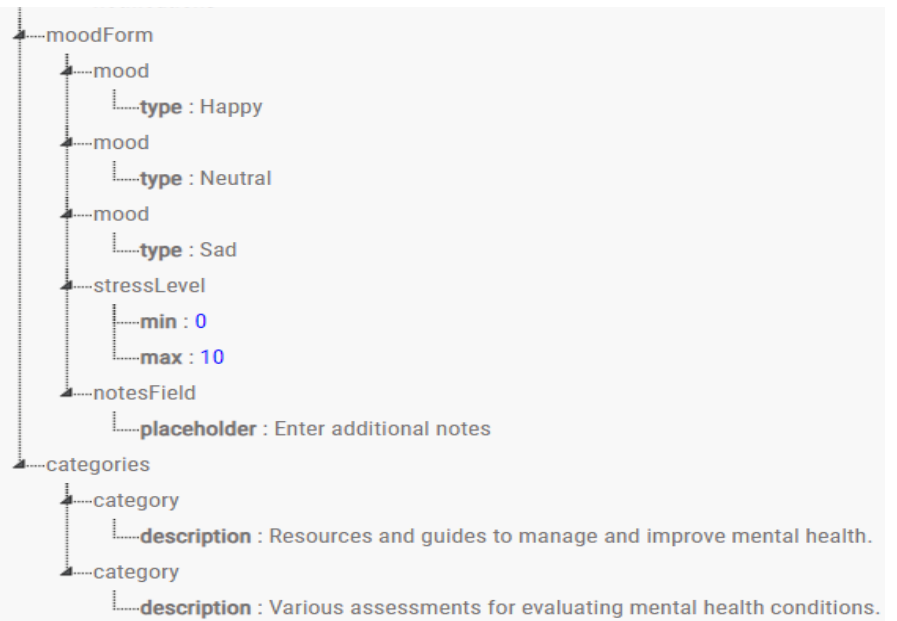 moodForm
mood
type : Happy
mood
type : Neutral
mood
type : Sad
stressLevel
min : 0
max : 10
notesField
placeholder : Enter additional notes
categories
category
description : Resources and guides to manage and improve mental health.
category
description : Various assessments for evaluating mental health conditions.